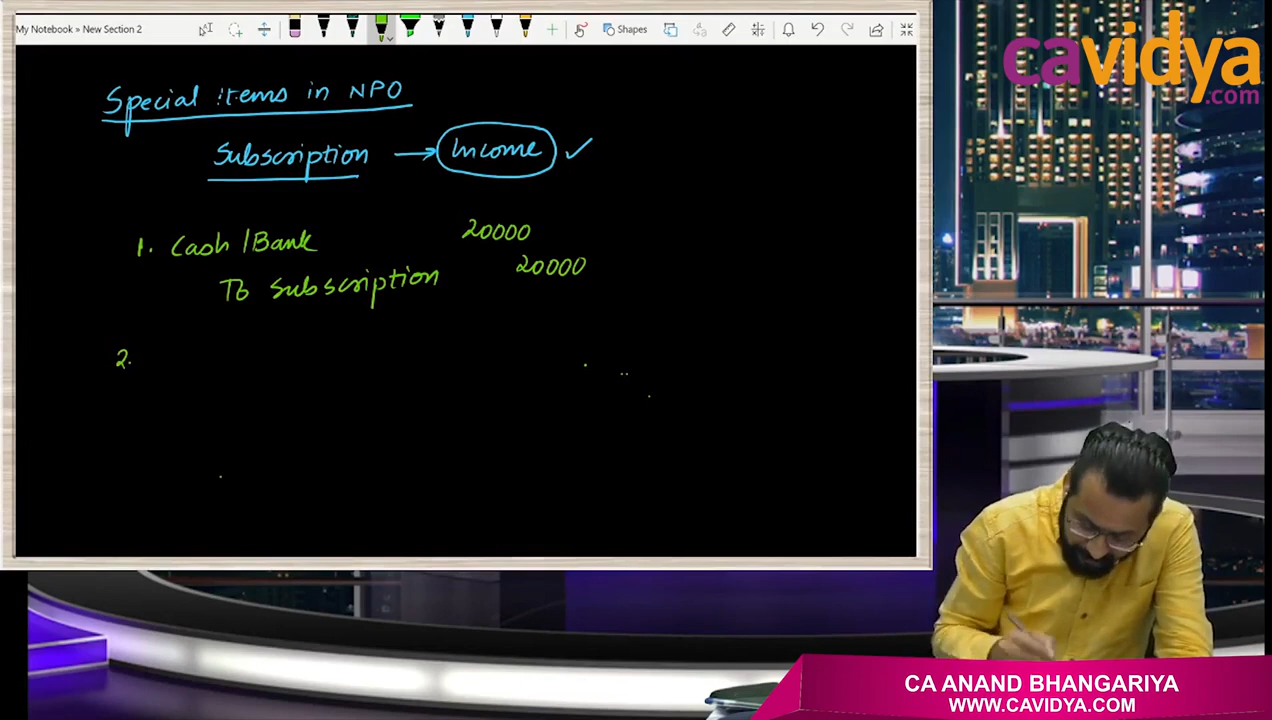 My Notebook » New Section 2
Shapes
cavidya
.com
Special items in NPO
Subscription → Income ✓
1. Cash / Bank 20000
To Subscription 20000
2.
CA ANAND BHANGARIYA
WWW.CAVIDYA.COM